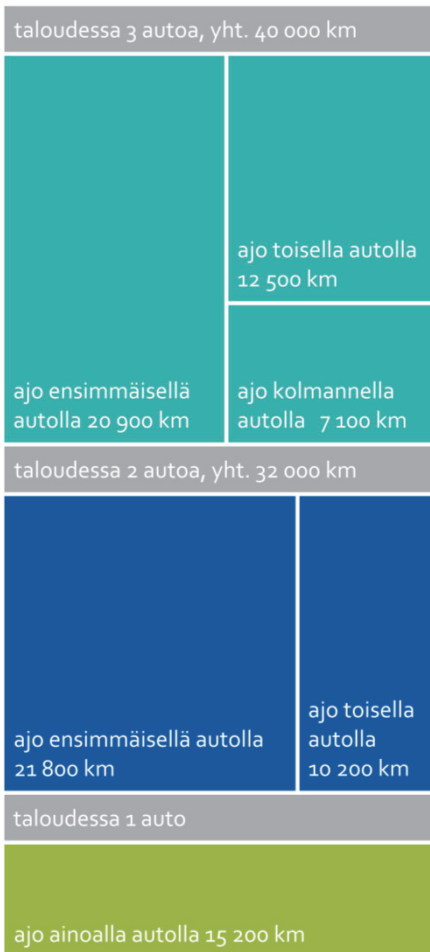 taloudessa 3 autoa, yht. 40 000 km
ajo ensimmäisellä
autolla 20 900 km
ajo toisella autolla
12 500 km
ajo kolmannella
autolla 7 100 km
taloudessa 2 autoa, yht. 32 000 km
ajo ensimmäisellä autolla
21 800 km
ajo toisella
autolla
10 200 km
taloudessa 1 auto
ajo ainoalla autolla 15 200 km